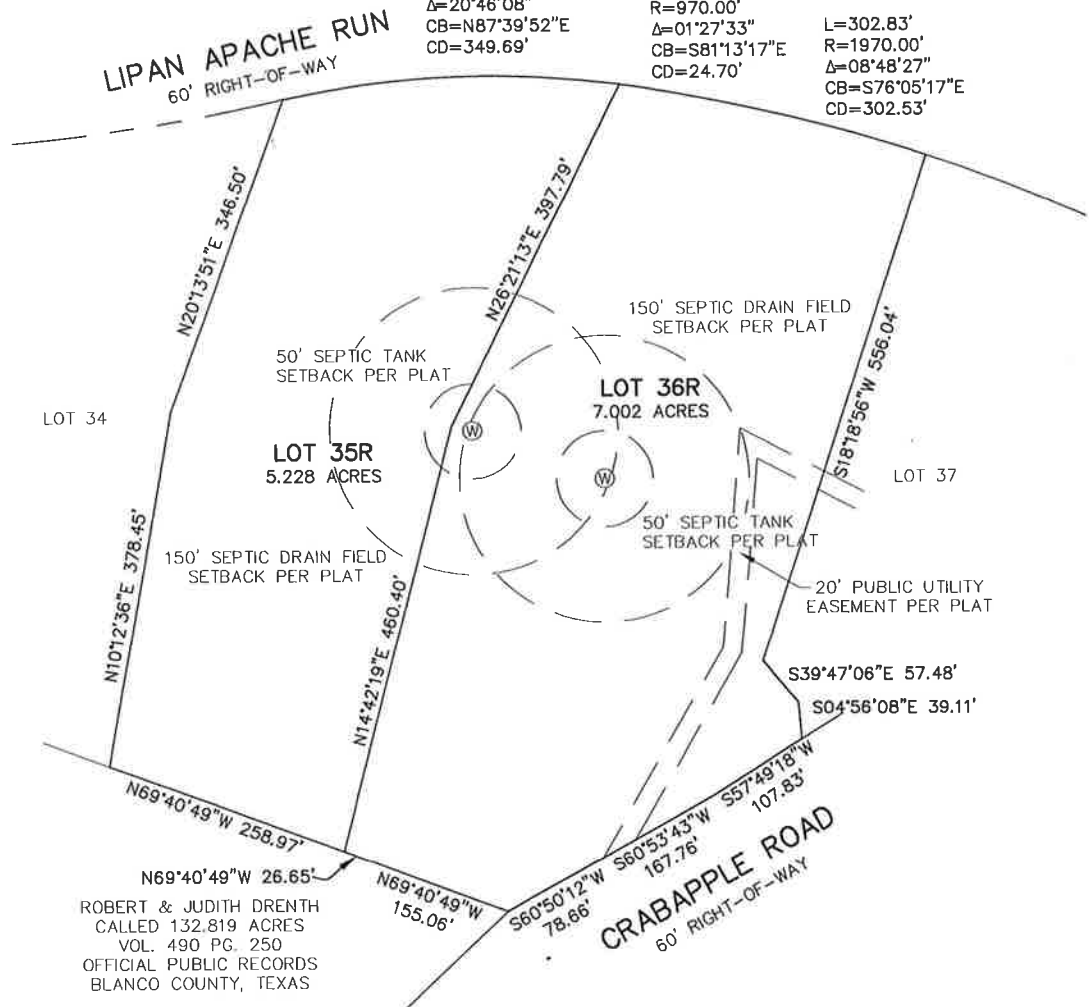 Δ=20°46'08"
CB=N87°39'52"E
CD=349.69'
R=970.00'
Δ=01°27'33"
CB=S81°13'17"E
CD=24.70'
L=302.83'
R=1970.00'
Δ=08°48'27"
CB=S76°05'17"E
CD=302.53'
LIPAN APACHE RUN
60' RIGHT-OF-WAY
N20°13'51"E 346.50'
N26°21'13"E 397.79'
150' SEPTIC DRAIN FIELD
SETBACK PER PLAT
50' SEPTIC TANK
SETBACK PER PLAT
S18°18'56"W 556.04'
LOT 36R
7.002 ACRES
LOT 34
W
LOT 35R
5.228 ACRES
W
LOT 37
50' SEPTIC TANK
SETBACK PER PLAT
150' SEPTIC DRAIN FIELD
SETBACK PER PLAT
20' PUBLIC UTILITY
EASEMENT PER PLAT
N10°12'36"E 378.45'
N14°42'19"E 460.40'
S39°47'06"E 57.48'
S04°56'08"E 39.11'
N69°40'49"W 258.97'
S57°49'18"W
107.83'
S60°53'43"W
167.76'
S60°50'12"W
78.66'
N69°40'49"W 26.65'
N69°40'49"W
155.06'
CRABAPPLE ROAD
60' RIGHT-OF-WAY
ROBERT & JUDITH DRENTH
CALLED 132.819 ACRES
VOL. 490 PG. 250
OFFICIAL PUBLIC RECORDS
BLANCO COUNTY, TEXAS